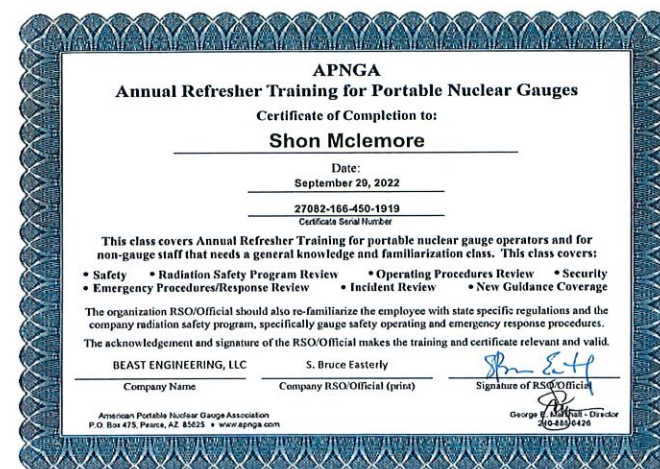 APNGA
Annual Refresher Training for Portable Nuclear Gauges
Certificate of Completion to:
Shon Mclemore
Date:
September 29, 2022
27082-166-450-1919
Certificate Serial Number
This class covers Annual Refresher Training for portable nuclear gauge operators and for
non-gauge staff that needs a general knowledge and familiarization class. This class covers:
• Safety • Radiation Safety Program Review • Operating Procedures Review • Security
• Emergency Procedures/Response Review • Incident Review • New Guidance Coverage
The organization RSO/Official should also re-familiarize the employee with state specific regulations and the
company radiation safety program, specifically gauge safety operating and emergency response procedures.
The acknowledgement and signature of the RSO/Official makes the training and certificate relevant and valid.
BEAST ENGINEERING, LLC S. Bruce Easterly
Company Name Company RSO/Official (print) Signature of RSO/Official
American Portable Nuclear Gauge Association George E. Marshall - Director
P.O. Box 475, Pearce, AZ 85625 • www.apnga.com